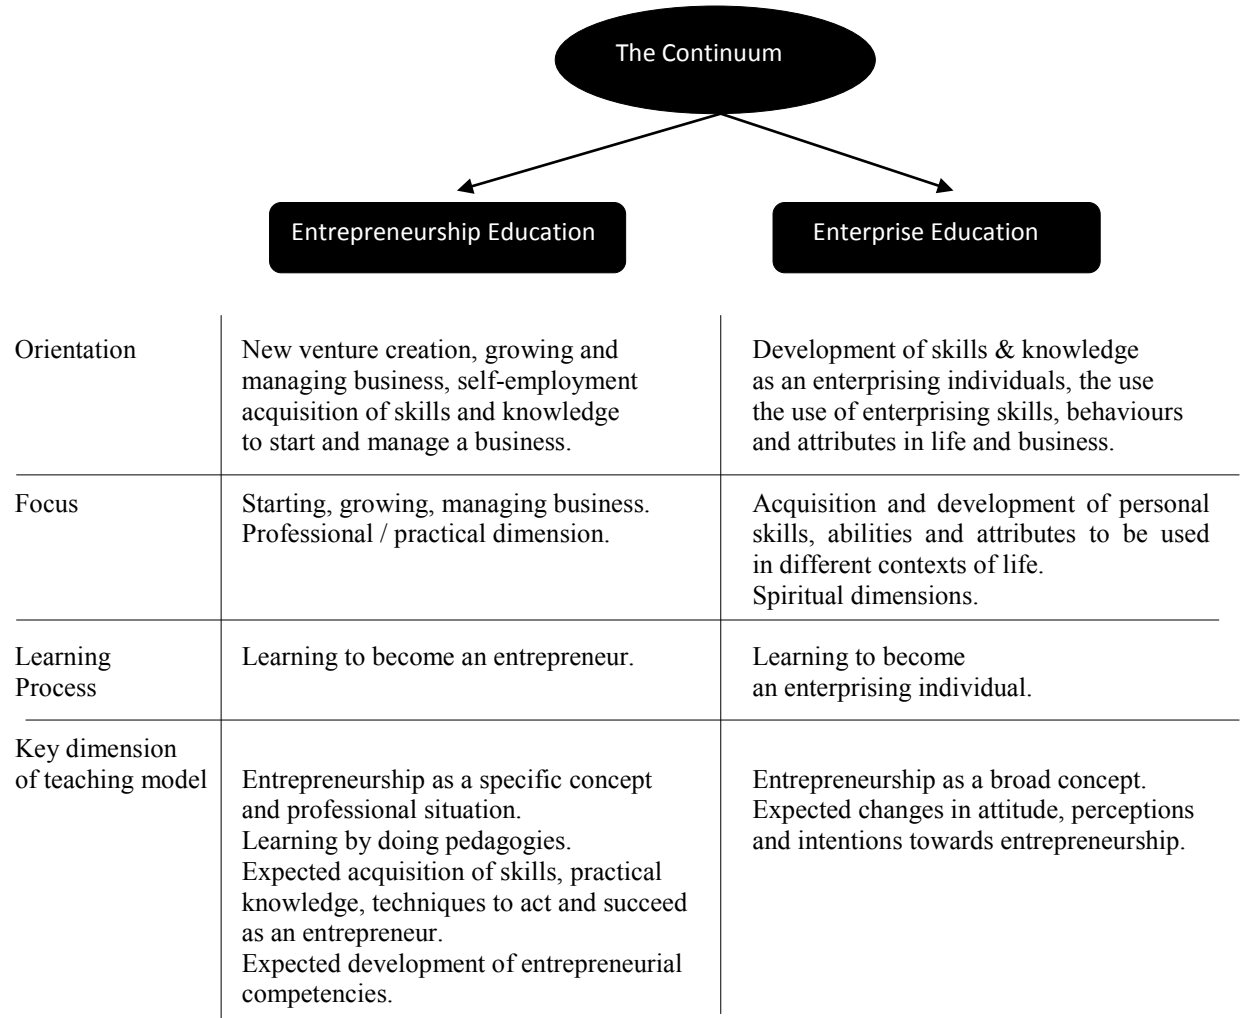 The Continuum
Entrepreneurship Education
Enterprise Education
Orientation
New venture creation, growing and
managing business, self-employment
acquisition of skills and knowledge
to start and manage a business.
Development of skills & knowledge
as an enterprising individuals, the use
the use of enterprising skills, behaviours
and attributes in life and business.
Focus
Starting, growing, managing business.
Professional / practical dimension.
Acquisition and development of personal
skills, abilities and attributes to be used
in different contexts of life.
Spiritual dimensions.
Learning
Process
Learning to become an entrepreneur.
Learning to become
an enterprising individual.
Key dimension
of teaching model
Entrepreneurship as a specific concept
and professional situation.
Learning by doing pedagogies.
Expected acquisition of skills, practical
knowledge, techniques to act and succeed
as an entrepreneur.
Expected development of entrepreneurial
competencies.
Entrepreneurship as a broad concept.
Expected changes in attitude, perceptions
and intentions towards entrepreneurship.